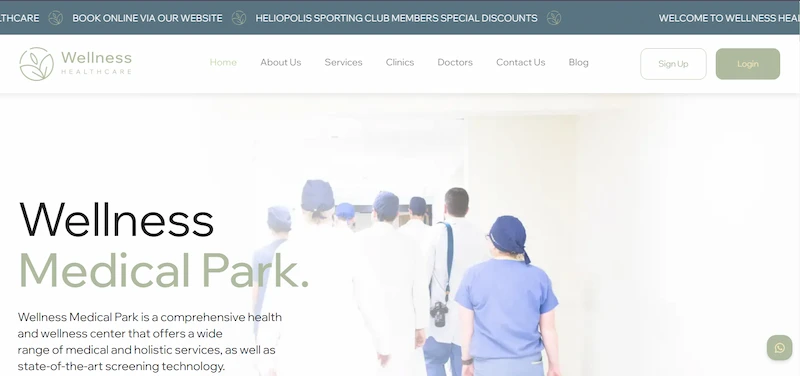 THCARE BOOK ONLINE VIA OUR WEBSITE HELIOPOLIS SPORTING CLUB MEMBERS SPECIAL DISCOUNTS WELCOME TO WELLNESS HEAL
Wellness
HEALTHCARE
Home About Us Services Clinics Doctors Contact Us Blog Sign Up Login
Wellness
Medical Park.
Wellness Medical Park is a comprehensive health
and wellness center that offers a wide
range of medical and holistic services, as well as
state-of-the-art screening technology.